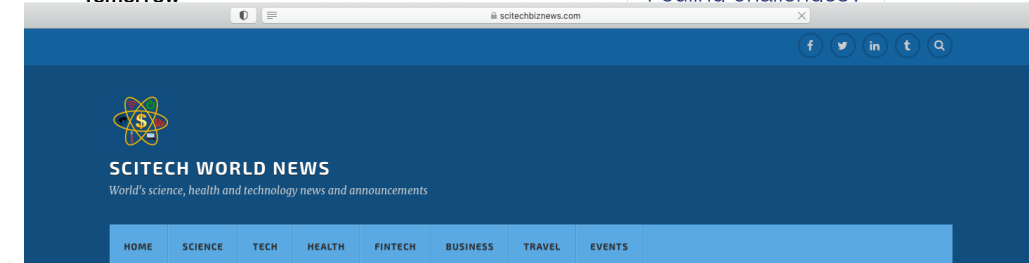 scitechbiznews.com
f in t
$
SCITECH WORLD NEWS
World's science, health and technology news and announcements
HOME SCIENCE TECH HEALTH FINTECH BUSINESS TRAVEL EVENTS